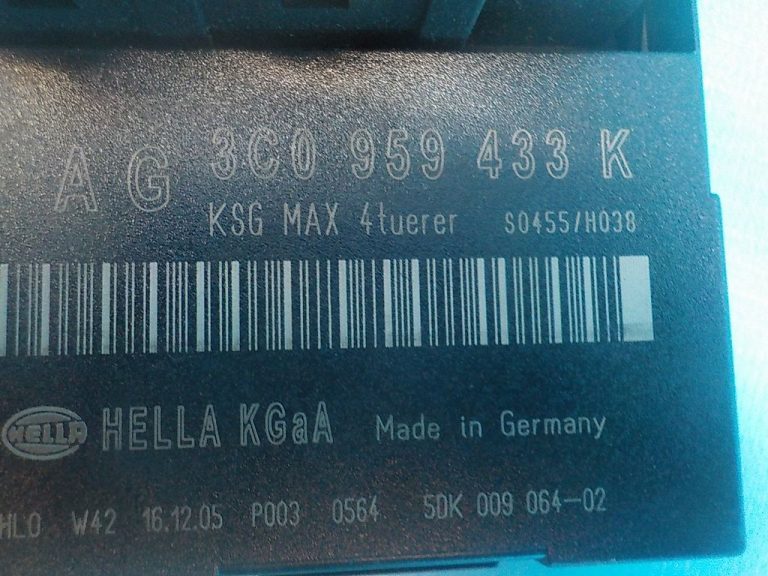 AG 3C0 959 433 K
KSG MAX 4tuerer S0455/H038
HELLA HELLA KGaA Made in Germany
HLO W42 16.12.05 P003 0564 5DK 009 064-02